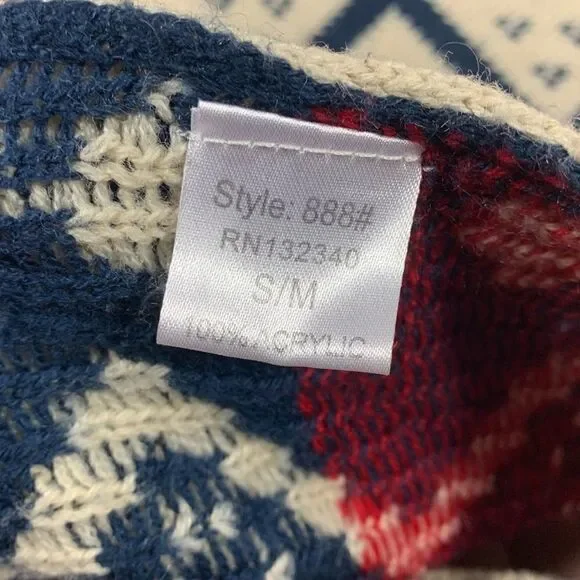 Style: 888#
RN132340
S/M
100% ACRYLIC